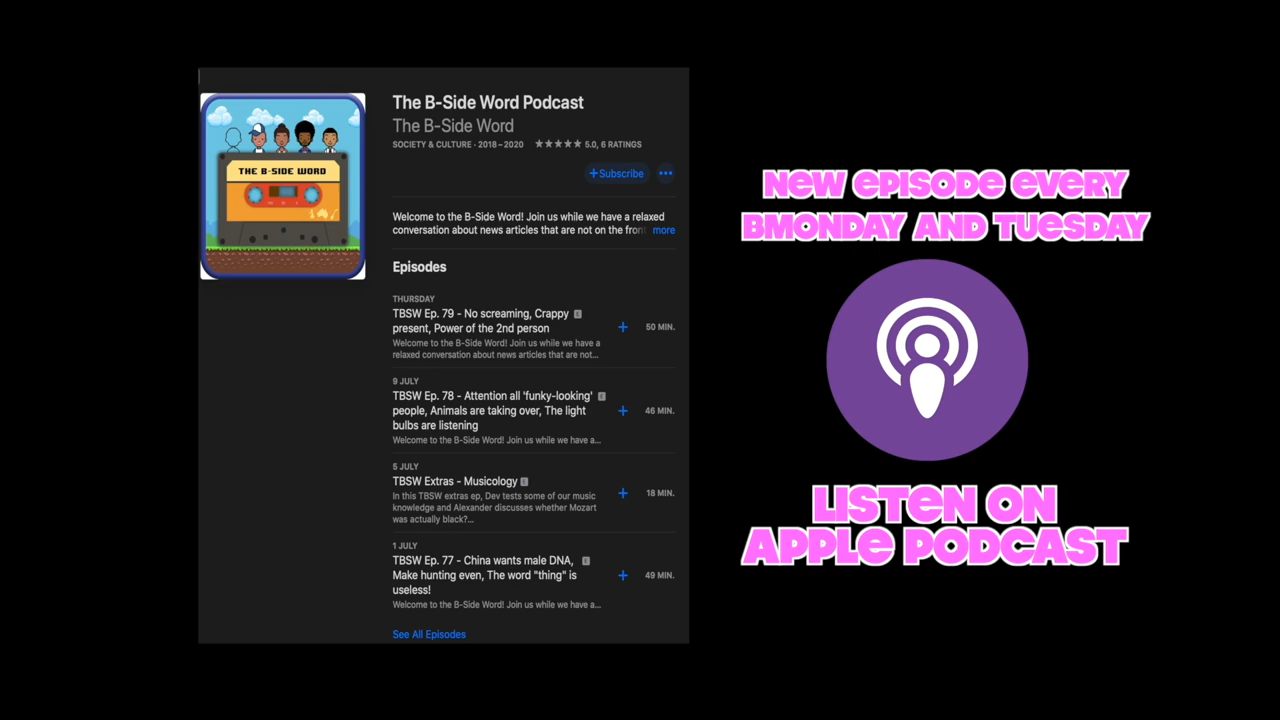 The B-Side Word Podcast
The B-Side Word
SOCIETY & CULTURE · 2018–2020 ★★★★★ 5.0, 6 RATINGS
+Subscribe •••
THE B-SIDE WORD
Welcome to the B-Side Word! Join us while we have a relaxed
conversation about news articles that are not on the front more
Episodes
THURSDAY
TBSW Ep. 79 - No screaming, Crappy E
present, Power of the 2nd person
+ 50 MIN.
Welcome to the B-Side Word! Join us while we have a
relaxed conversation about news articles that are not...
9 JULY
TBSW Ep. 78 - Attention all 'funky-looking' E
people, Animals are taking over, The light
bulbs are listening
+ 46 MIN.
Welcome to the B-Side Word! Join us while we have a...
5 JULY
TBSW Extras - Musicology E
+ 18 MIN.
In this TBSW extras ep, Dev tests some of our music
knowledge and Alexander discusses whether Mozart
was actually black?...
1 JULY
TBSW Ep. 77 - China wants male DNA, E
Make hunting even, The word "thing" is
useless!
+ 49 MIN.
Welcome to the B-Side Word! Join us while we have a...
See All Episodes
NEW EPISODE EVERY
BMONDAY AND TUESDAY
LISTEN ON
APPLE PODCAST